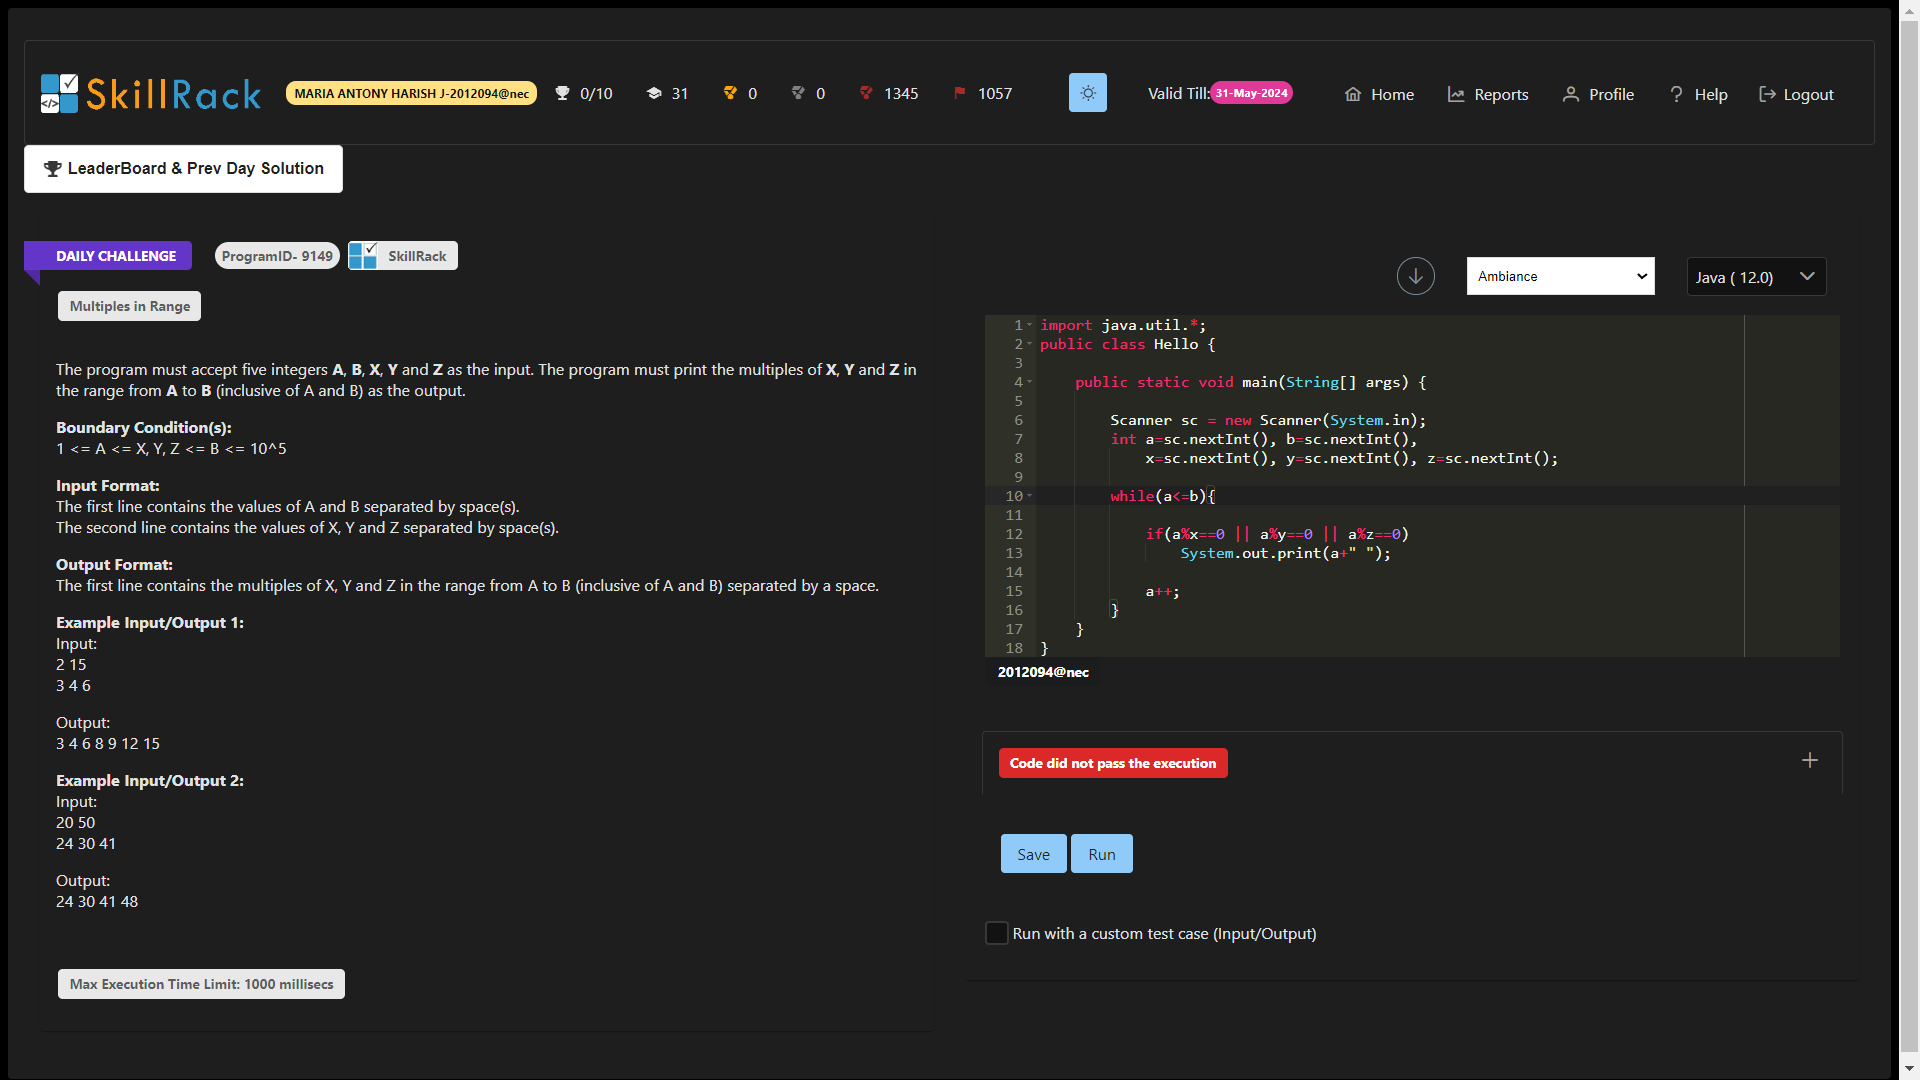 SkillRack MARIA ANTONY HARISH J-2012094@nec 0/10 31 0 0 1345 1057 Valid Till:31-May-2024 Home Reports Profile Help Logout
LeaderBoard & Prev Day Solution
DAILY CHALLENGE ProgramID- 9149 SkillRack
Multiples in Range
The program must accept five integers A, B, X, Y and Z as the input. The program must print the multiples of X, Y and Z in
the range from A to B (inclusive of A and B) as the output.
Boundary Condition(s):
1 <= A <= X, Y, Z <= B <= 10^5
Input Format:
The first line contains the values of A and B separated by space(s).
The second line contains the values of X, Y and Z separated by space(s).
Output Format:
The first line contains the multiples of X, Y and Z in the range from A to B (inclusive of A and B) separated by a space.
Example Input/Output 1:
Input:
2 15
3 4 6
Output:
3 4 6 8 9 12 15
Example Input/Output 2:
Input:
20 50
24 30 41
Output:
24 30 41 48
Max Execution Time Limit: 1000 millisecs
Ambiance Java ( 12.0)
1 import java.util.*;
2 public class Hello {
3
4 public static void main(String[] args) {
5
6 Scanner sc = new Scanner(System.in);
7 int a=sc.nextInt(), b=sc.nextInt(),
8 x=sc.nextInt(), y=sc.nextInt(), z=sc.nextInt();
9
10 while(a<=b){
11
12 if(a%x==0 || a%y==0 || a%z==0)
13 System.out.print(a+" ");
14
15 a++;
16 }
17 }
18 }
2012094@nec
Code did not pass the execution
Save Run
Run with a custom test case (Input/Output)